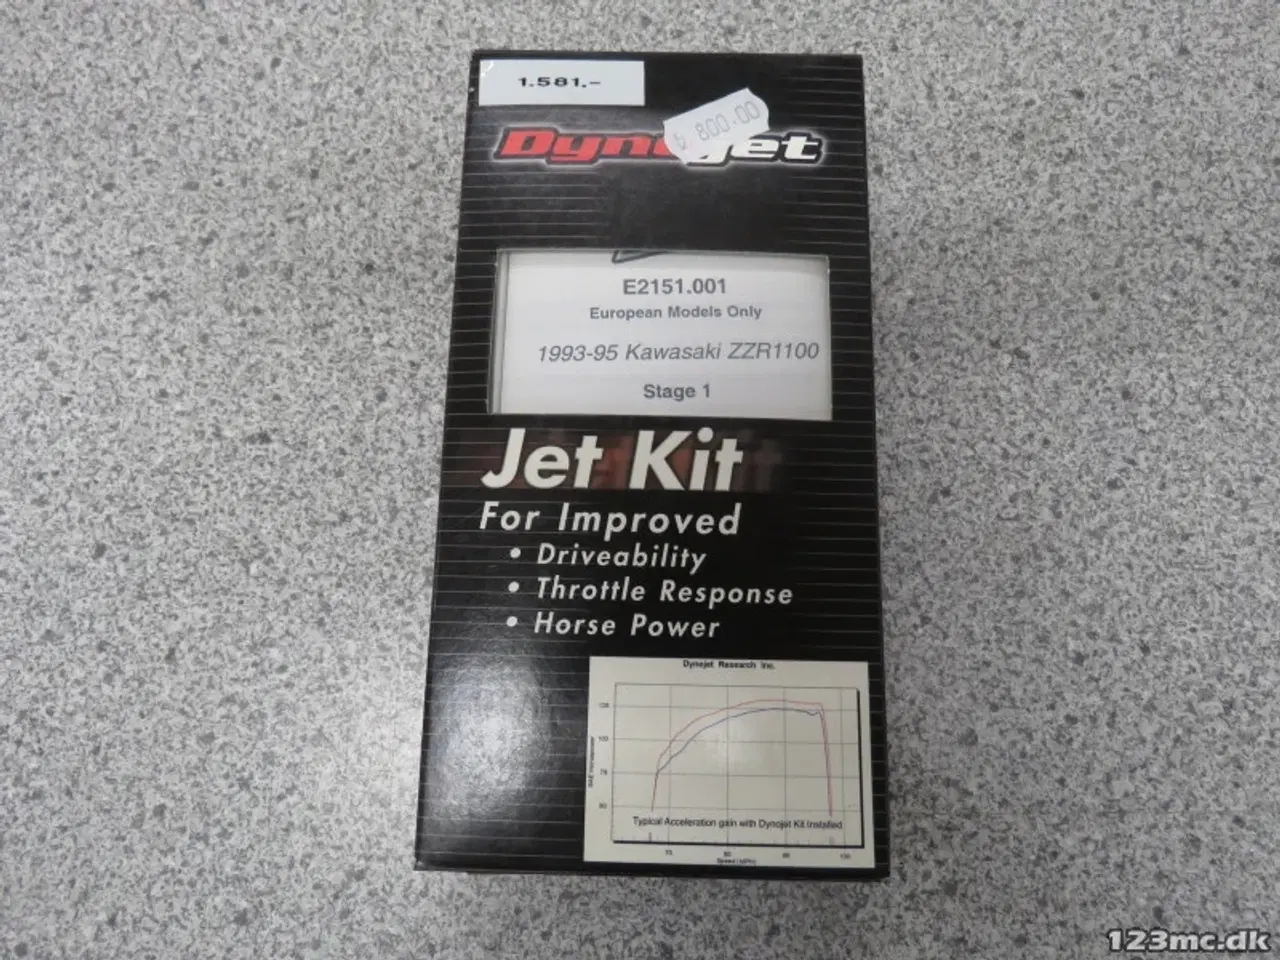 1.581.-
800.00
Dynojet
E2151.001
European Models Only
1993-95 Kawasaki ZZR1100
Stage 1
Jet Kit
For Improved
• Driveability
• Throttle Response
• Horse Power
Dynojet Research Inc.
Typical Acceleration gain with Dynojet Kit Installed
123mc.dk